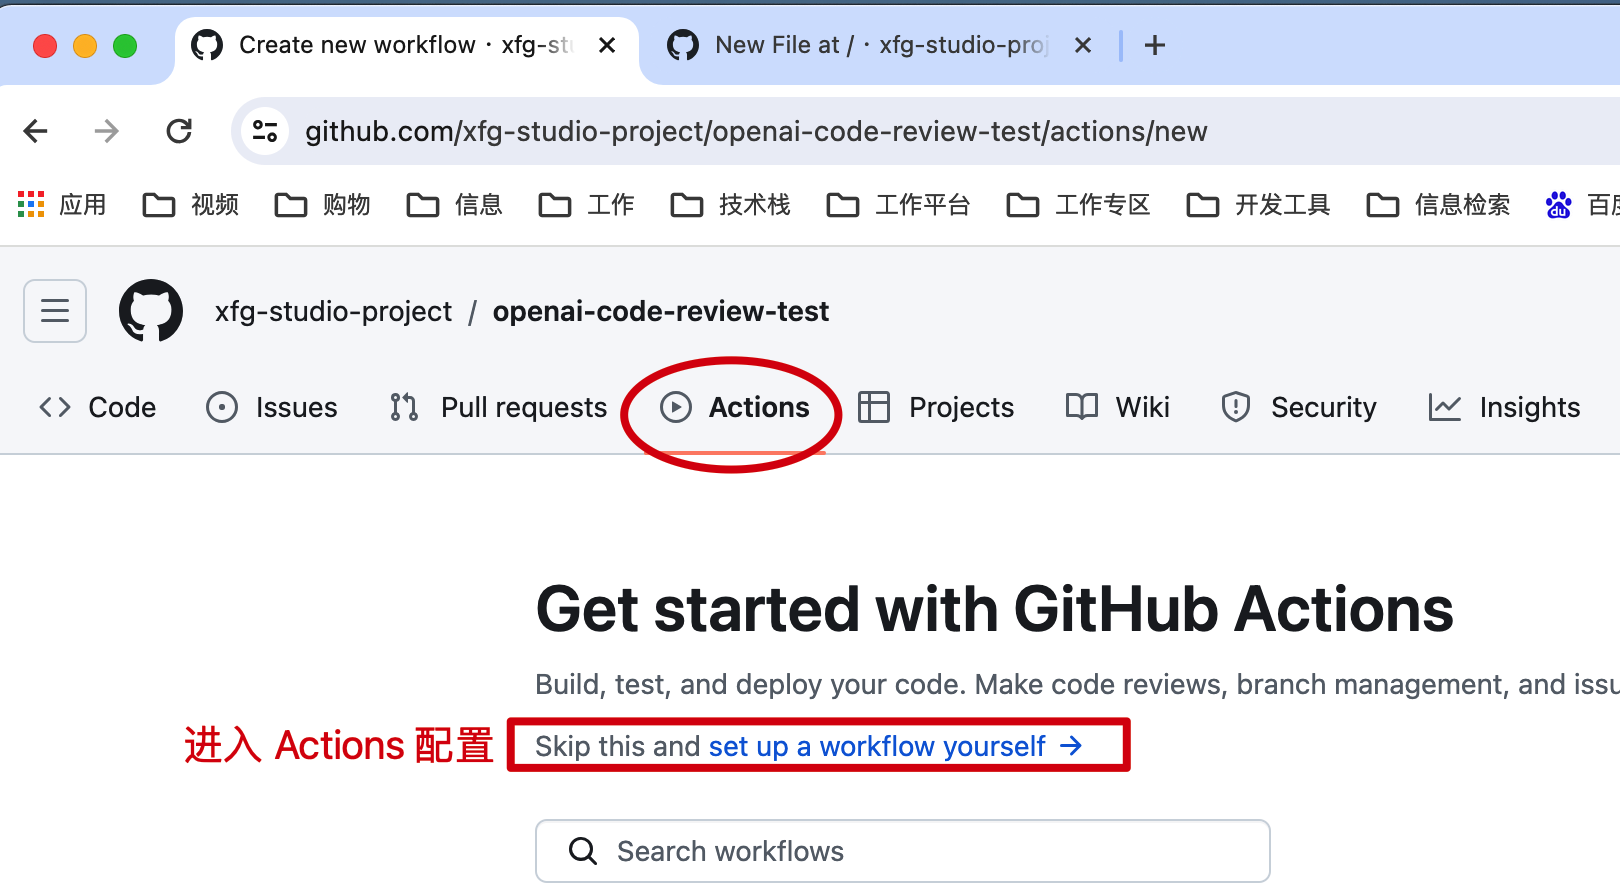 Create new workflow · xfg-stu
New File at / · xfg-studio-proj
github.com/xfg-studio-project/openai-code-review-test/actions/new
应用 视频 购物 信息 工作 技术栈 工作平台 工作专区 开发工具 信息检索 百度
xfg-studio-project / openai-code-review-test
Code Issues Pull requests Actions Projects Wiki Security Insights
Get started with GitHub Actions
Build, test, and deploy your code. Make code reviews, branch management, and issu
进入 Actions 配置 Skip this and set up a workflow yourself →
Search workflows